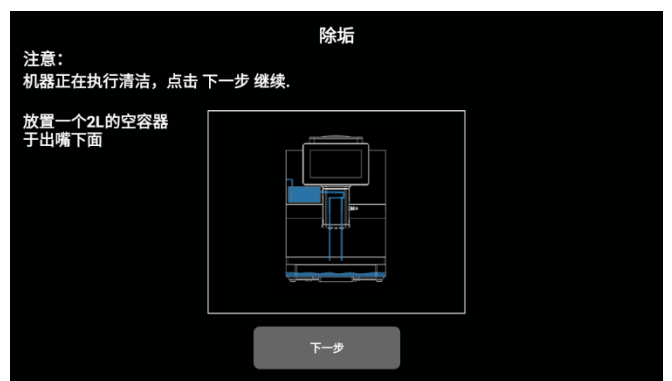 除垢
注意：
机器正在执行清洁，点击 下一步 继续.
放置一个2L的空容器
于出嘴下面
下一步